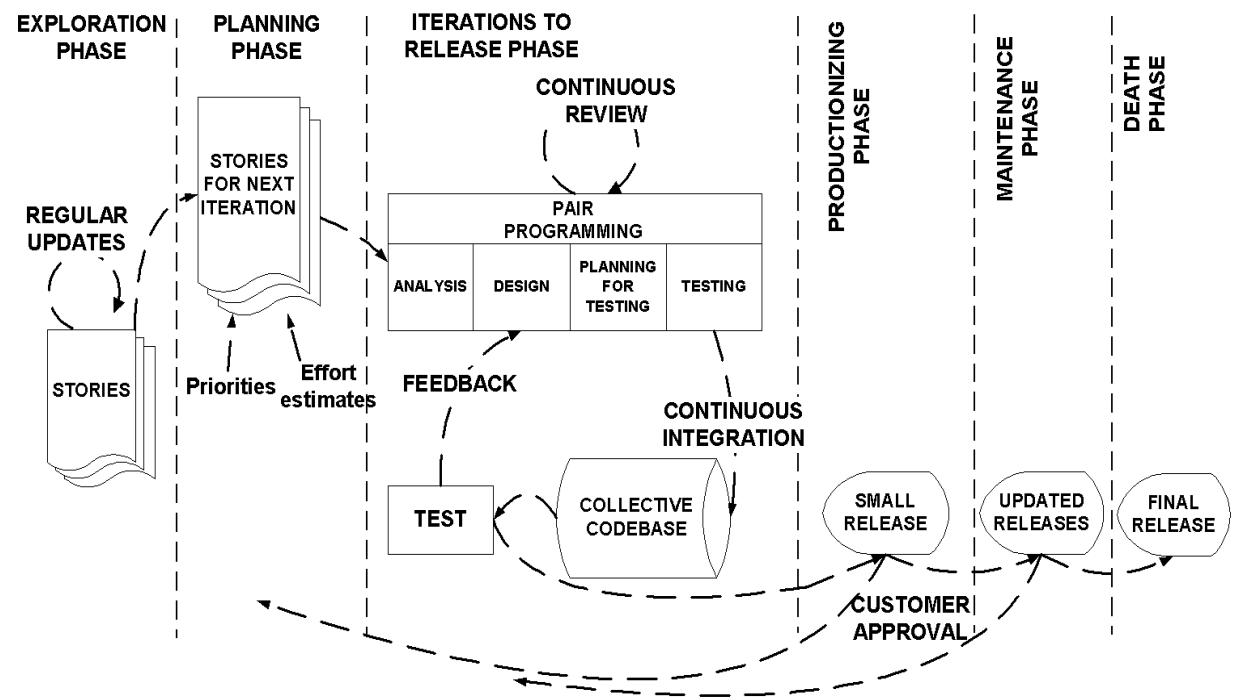 EXPLORATION
PHASE
PLANNING
PHASE
ITERATIONS TO
RELEASE PHASE
PRODUCTIONIZING
PHASE
MAINTENANCE
PHASE
DEATH
PHASE
CONTINUOUS
REVIEW
STORIES
FOR NEXT
ITERATION
REGULAR
UPDATES
PAIR
PROGRAMMING
ANALYSIS
DESIGN
PLANNING
FOR
TESTING
TESTING
STORIES
Priorities
Effort
estimates
FEEDBACK
CONTINUOUS
INTEGRATION
TEST
COLLECTIVE
CODEBASE
SMALL
RELEASE
UPDATED
RELEASES
FINAL
RELEASE
CUSTOMER
APPROVAL